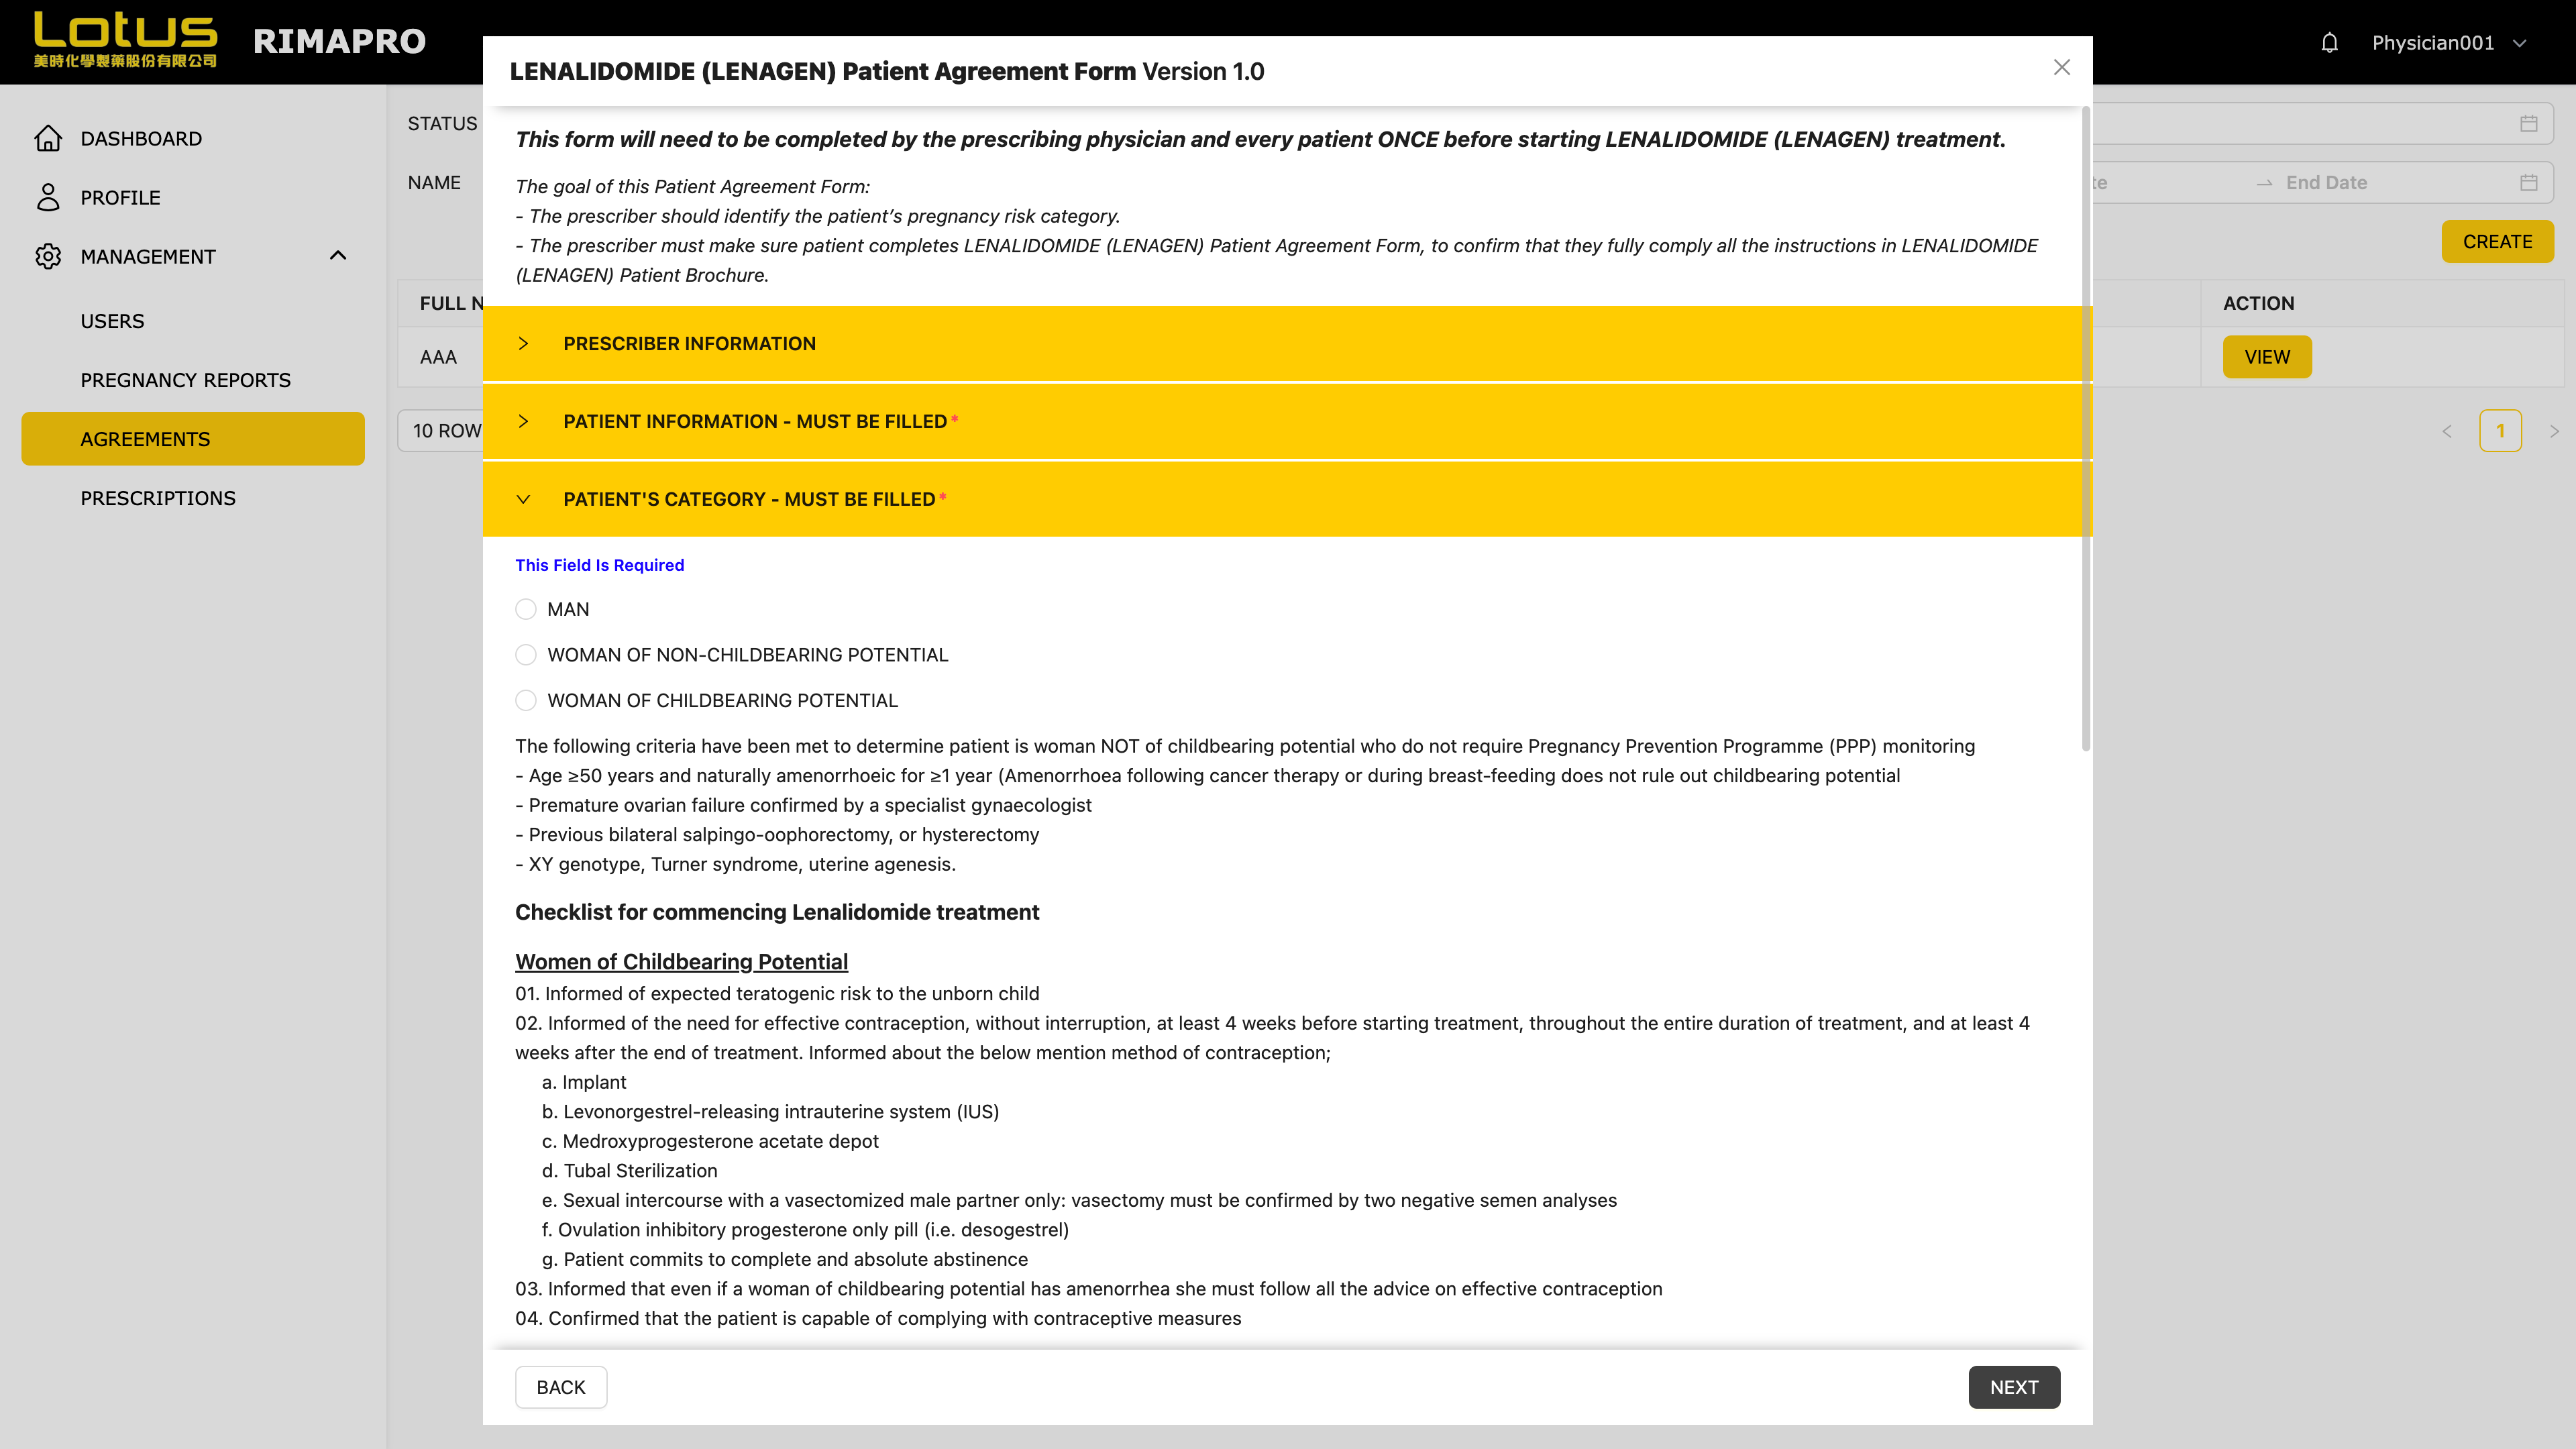 Lotus
美時化學製藥股份有限公司
RIMAPRO
Physician001
DASHBOARD
PROFILE
MANAGEMENT
USERS
PREGNANCY REPORTS
AGREEMENTS
PRESCRIPTIONS
STATUS
NAME
End Date
CREATE
FULL N
ACTION
AAA
VIEW
10 ROW
1
LENALIDOMIDE (LENAGEN) Patient Agreement Form Version 1.0
This form will need to be completed by the prescribing physician and every patient ONCE before starting LENALIDOMIDE (LENAGEN) treatment.
The goal of this Patient Agreement Form:
- The prescriber should identify the patient’s pregnancy risk category.
- The prescriber must make sure patient completes LENALIDOMIDE (LENAGEN) Patient Agreement Form, to confirm that they fully comply all the instructions in LENALIDOMIDE
(LENAGEN) Patient Brochure.
PRESCRIBER INFORMATION
PATIENT INFORMATION - MUST BE FILLED*
PATIENT'S CATEGORY - MUST BE FILLED*
This Field Is Required
MAN
WOMAN OF NON-CHILDBEARING POTENTIAL
WOMAN OF CHILDBEARING POTENTIAL
The following criteria have been met to determine patient is woman NOT of childbearing potential who do not require Pregnancy Prevention Programme (PPP) monitoring
- Age ≥50 years and naturally amenorrhoeic for ≥1 year (Amenorrhoea following cancer therapy or during breast-feeding does not rule out childbearing potential
- Premature ovarian failure confirmed by a specialist gynaecologist
- Previous bilateral salpingo-oophorectomy, or hysterectomy
- XY genotype, Turner syndrome, uterine agenesis.
Checklist for commencing Lenalidomide treatment
Women of Childbearing Potential
01. Informed of expected teratogenic risk to the unborn child
02. Informed of the need for effective contraception, without interruption, at least 4 weeks before starting treatment, throughout the entire duration of treatment, and at least 4
weeks after the end of treatment. Informed about the below mention method of contraception;
a. Implant
b. Levonorgestrel-releasing intrauterine system (IUS)
c. Medroxyprogesterone acetate depot
d. Tubal Sterilization
e. Sexual intercourse with a vasectomized male partner only: vasectomy must be confirmed by two negative semen analyses
f. Ovulation inhibitory progesterone only pill (i.e. desogestrel)
g. Patient commits to complete and absolute abstinence
03. Informed that even if a woman of childbearing potential has amenorrhea she must follow all the advice on effective contraception
04. Confirmed that the patient is capable of complying with contraceptive measures
BACK
NEXT